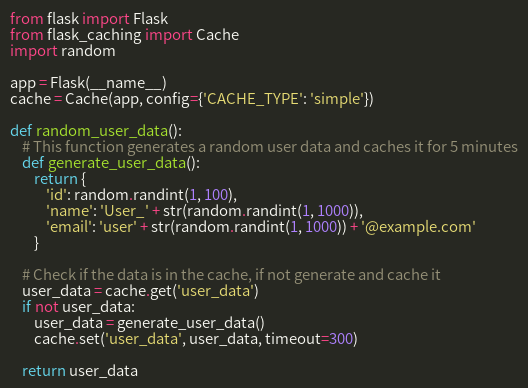 from flask import Flask
from flask_caching import Cache
import random

app = Flask(__name__)
cache = Cache(app, config={'CACHE_TYPE': 'simple'})

def random_user_data():
    # This function generates a random user data and caches it for 5 minutes
    def generate_user_data():
        return {
            'id': random.randint(1, 100),
            'name': 'User_' + str(random.randint(1, 1000)),
            'email': 'user' + str(random.randint(1, 1000)) + '@example.com'
        }

    # Check if the data is in the cache, if not generate and cache it
    user_data = cache.get('user_data')
    if not user_data:
        user_data = generate_user_data()
        cache.set('user_data', user_data, timeout=300)

    return user_data